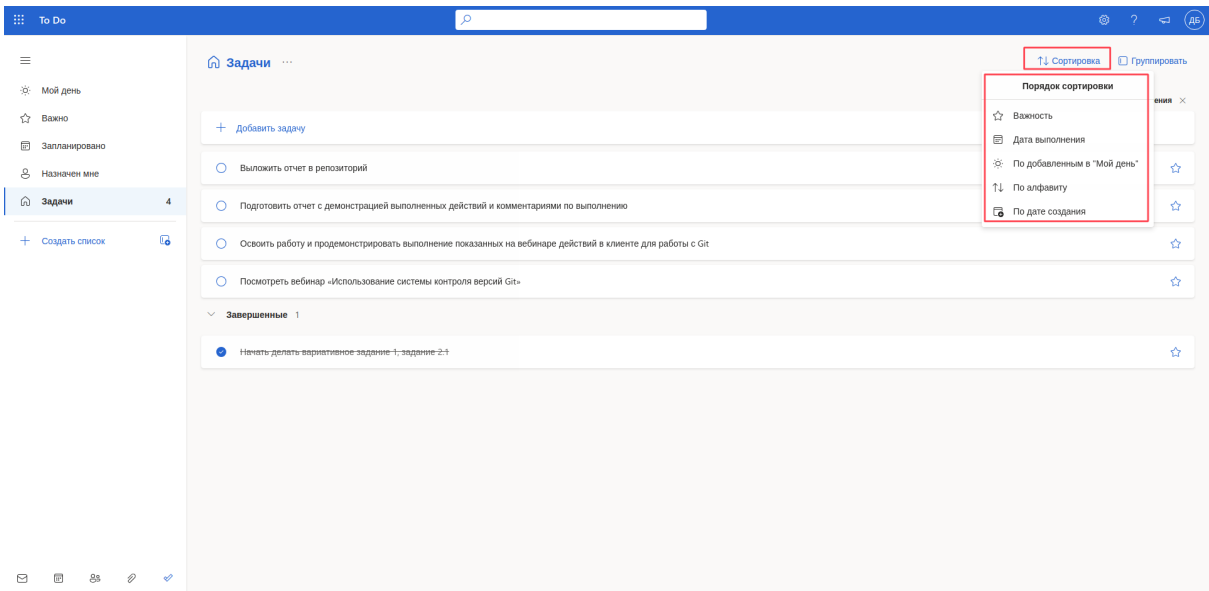 To Do
ДБ
Задачи ...
Сортировка
Группировать
Порядок сортировки
Мой день
Важно
Важность
Добавить задачу
Дата выполнения
Запланировано
По добавленным в "Мой день"
Выложить отчет в репозиторий
Назначен мне
По алфавиту
Задачи 4
Подготовить отчет с демонстрацией выполненных действий и комментариями по выполнению
По дате создания
Создать список
Освоить работу и продемонстрировать выполнение показанных на вебинаре действий в клиенте для работы с Git
Посмотреть вебинар «Использование системы контроля версий Git»
Завершенные 1
Начать делать вариативное задание 1, задание 2.1